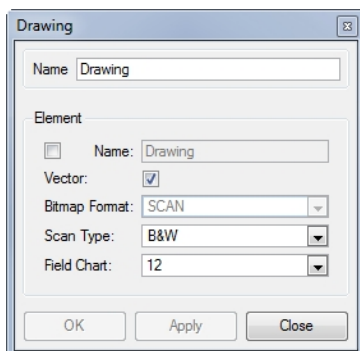 Drawing
Name Drawing
Element
Name: Drawing
Vector:
Bitmap Format: SCAN
Scan Type: B&W
Field Chart: 12
OK Apply Close